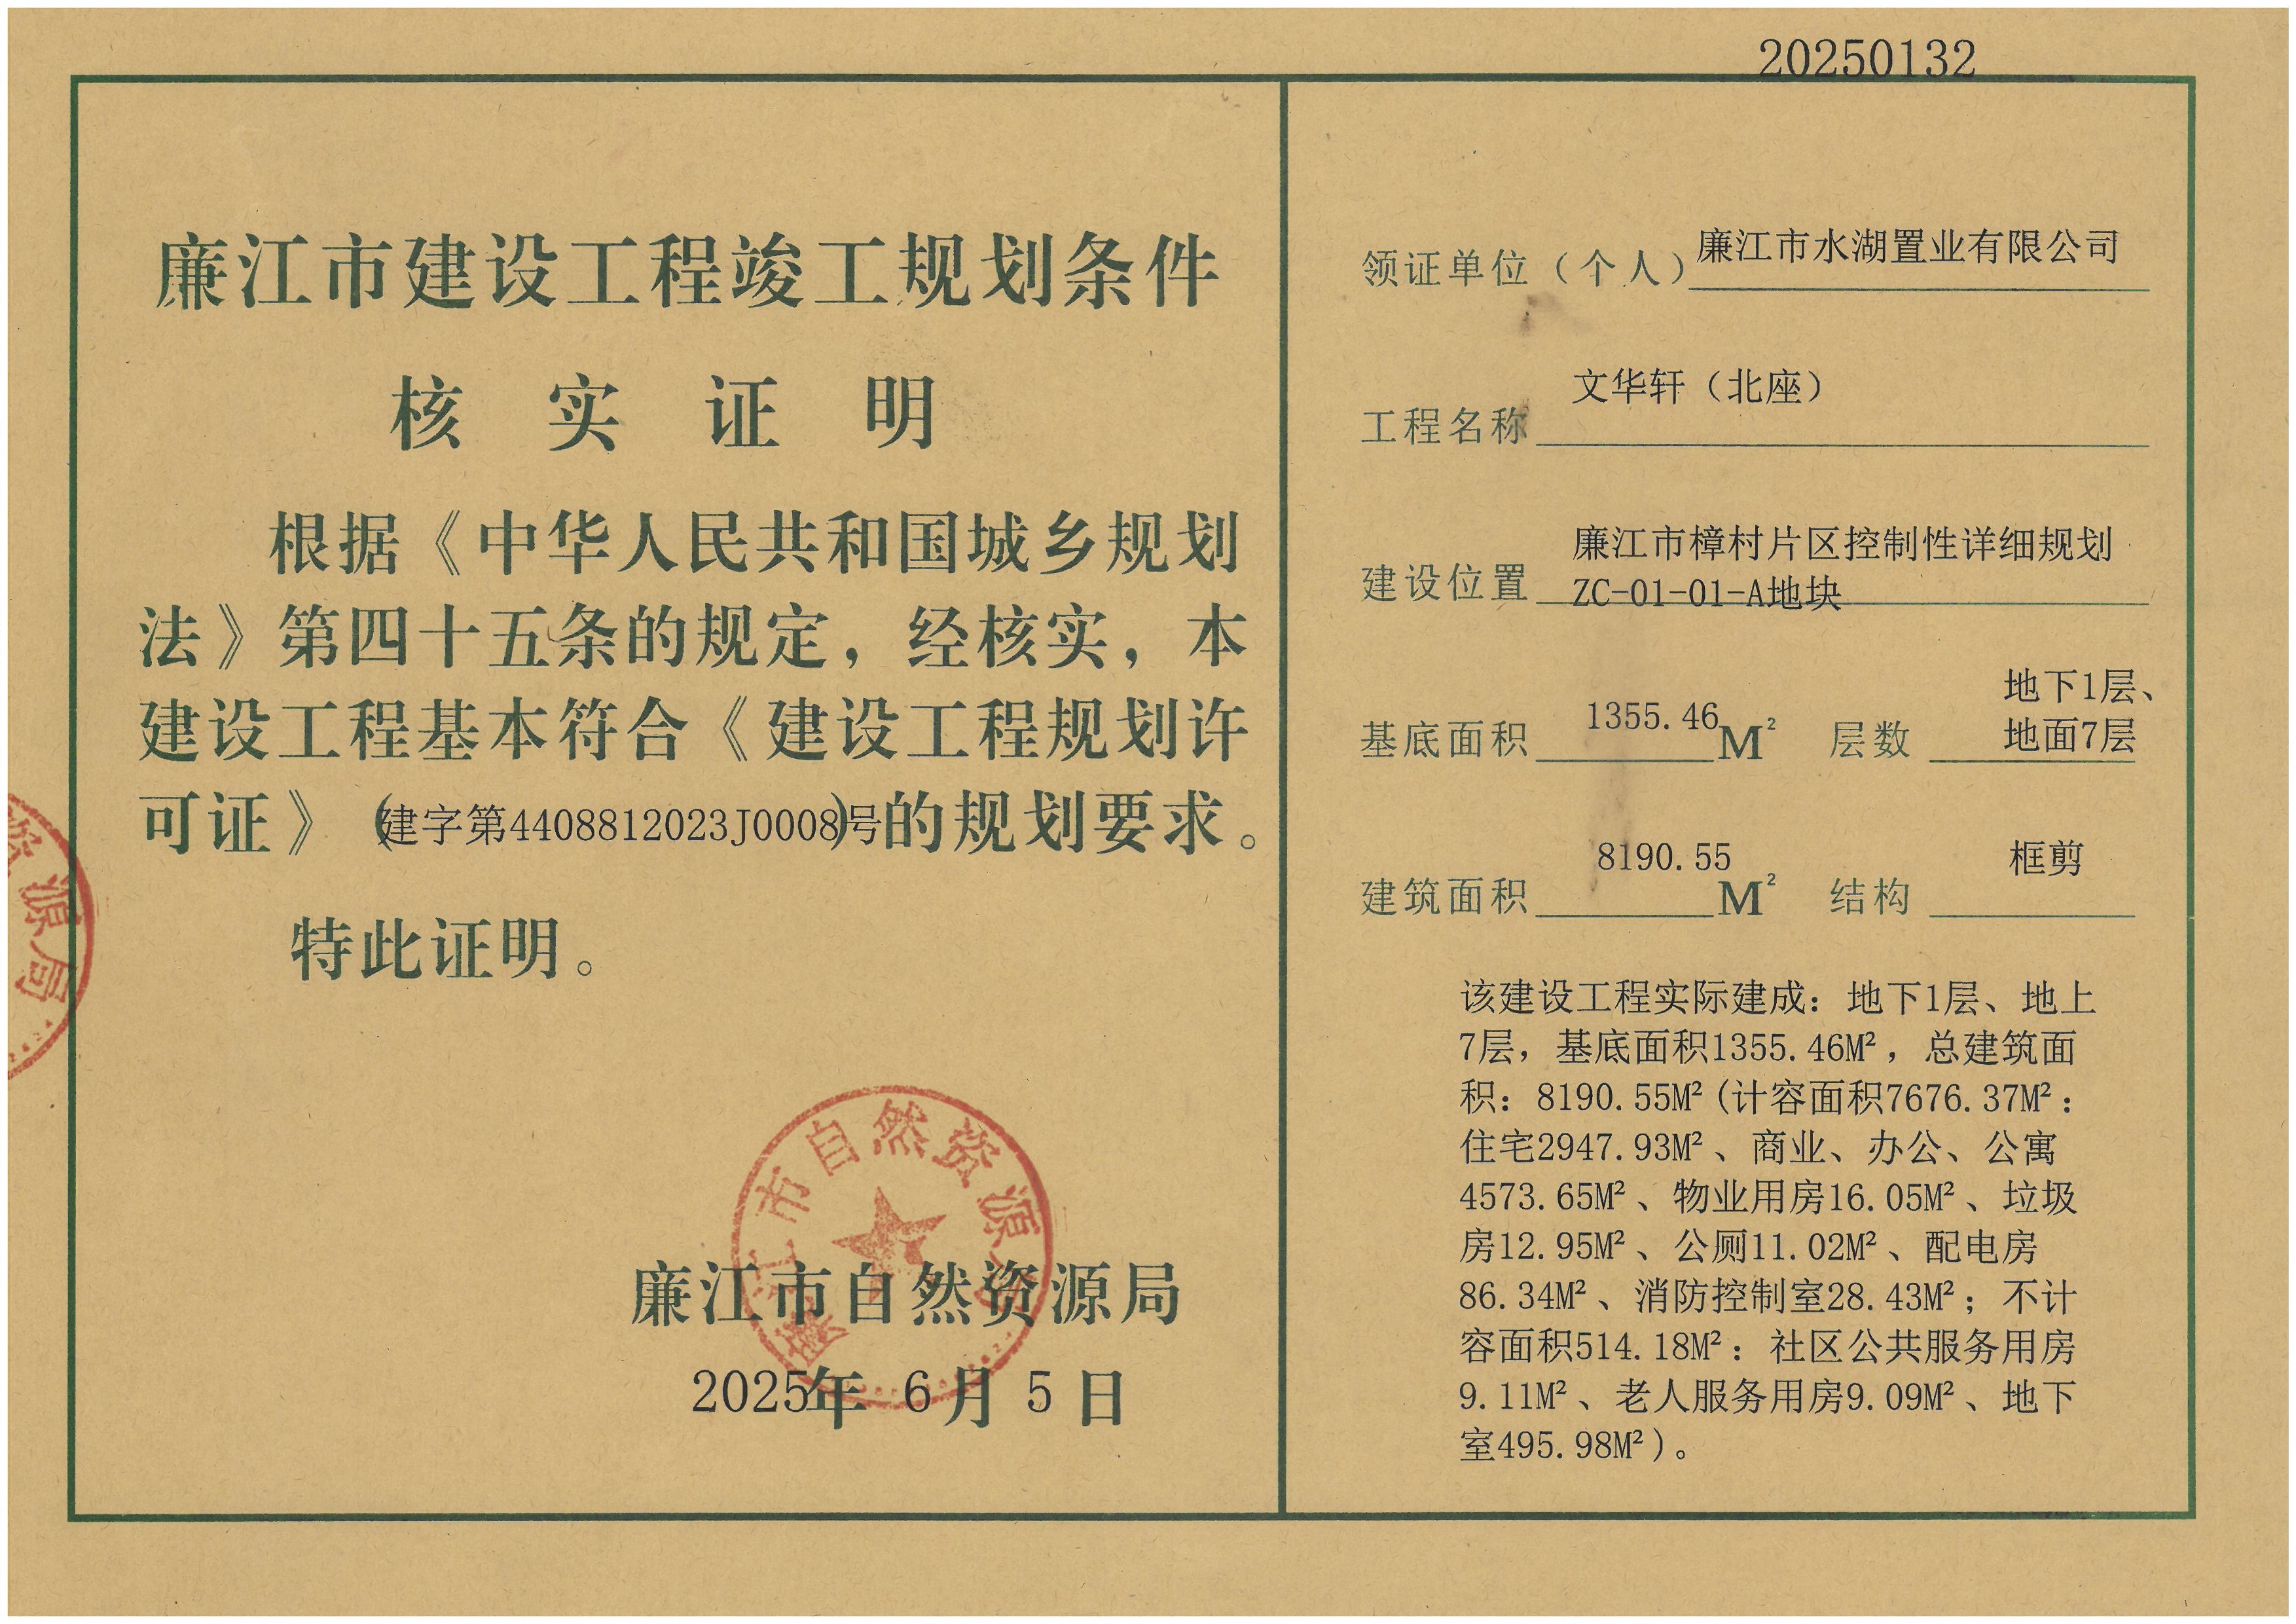 20250132
廉江市建设工程竣工规划条件
核实证明
根据《中华人民共和国城乡规划
法》第四十五条的规定，经核实，本
建设工程基本符合《建设工程规划许
可证》（建字第4408812023J0008号）的规划要求。
特此证明。
廉江市自然资源局
廉江市自然资源局
2025年 6月 5日
资源局
领证单位（个人）廉江市水湖置业有限公司
工程名称 文华轩（北座）
建设位置 廉江市樟村片区控制性详细规划
ZC-01-01-A地块
基底面积 1355.46 M² 层数 地下1层、
地面7层
建筑面积 8190.55 M² 结构 框剪
该建设工程实际建成：地下1层、地上
7层，基底面积1355.46M²，总建筑面
积：8190.55M²(计容面积7676.37M²：
住宅2947.93M²、商业、办公、公寓
4573.65M²、物业用房16.05M²、垃圾
房12.95M²、公厕11.02M²、配电房
86.34M²、消防控制室28.43M²；不计
容面积514.18M²：社区公共服务用房
9.11M²、老人服务用房9.09M²、地下
室495.98M²)。